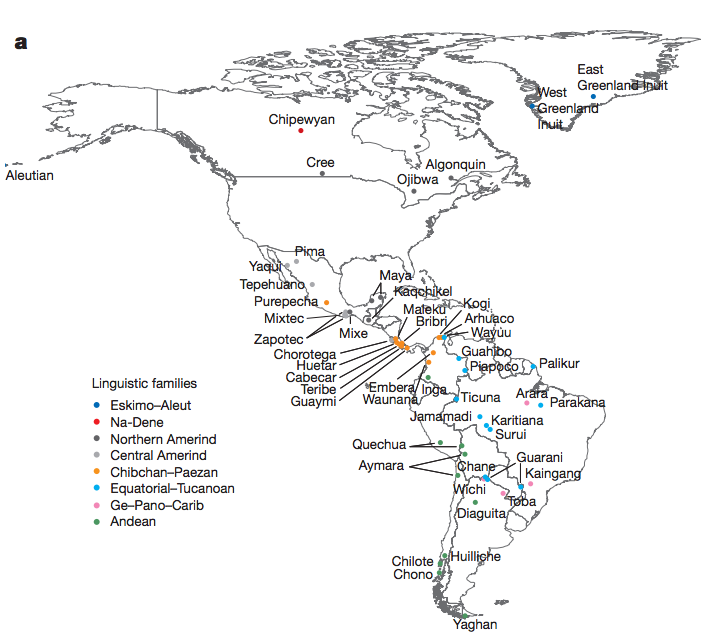 a
East
Greenland Inuit
West
Greenland
Inuit
Chipewyan
Aleutian
Cree
Algonquin
Ojibwa
Pima
Yaqui
Tepehuano
Purepecha
Mixtec
Zapotec
Mixe
Maya
Kaqchikel
Maleku
Bribri
Kogi
Arhuaco
Wayuu
Chorotega
Huetar
Cabecar
Teribe
Guaymi
Embera
Waunana
Inga
Guahibo
Piapoco
Palikur
Ticuna
Arara
Parakana
Jamamadi
Karitiana
Surui
Quechua
Aymara
Chane
Guarani
Kaingang
Wichi
Toba
Diaguita
Chilote
Chono
Huilliche
Yaghan
Linguistic families
Eskimo–Aleut
Na-Dene
Northern Amerind
Central Amerind
Chibchan–Paezan
Equatorial–Tucanoan
Ge–Pano–Carib
Andean